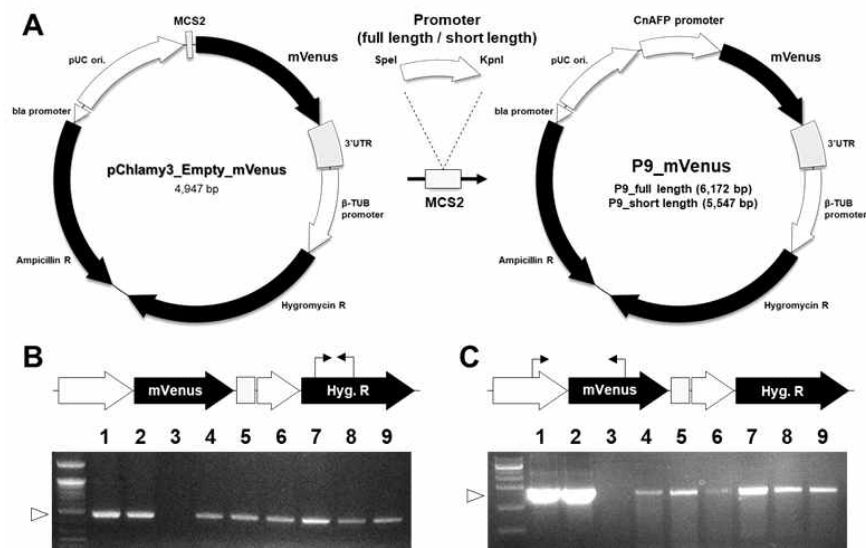 A
MCS2
mVenus
pUC ori.
bla promoter
3'UTR
pChlamy3_Empty_mVenus
4,947 bp
β-TUB
promoter
Ampicillin R
Hygromycin R
Promoter
(full length / short length)
SpeI
KpnI
MCS2
CnAFP promoter
pUC ori.
mVenus
bla promoter
3'UTR
P9_mVenus
P9_full length (6,172 bp)
P9_short length (5,547 bp)
β-TUB
promoter
Ampicillin R
Hygromycin R
B
mVenus Hyg. R
1 2 3 4 5 6 7 8 9
C
mVenus Hyg. R
1 2 3 4 5 6 7 8 9